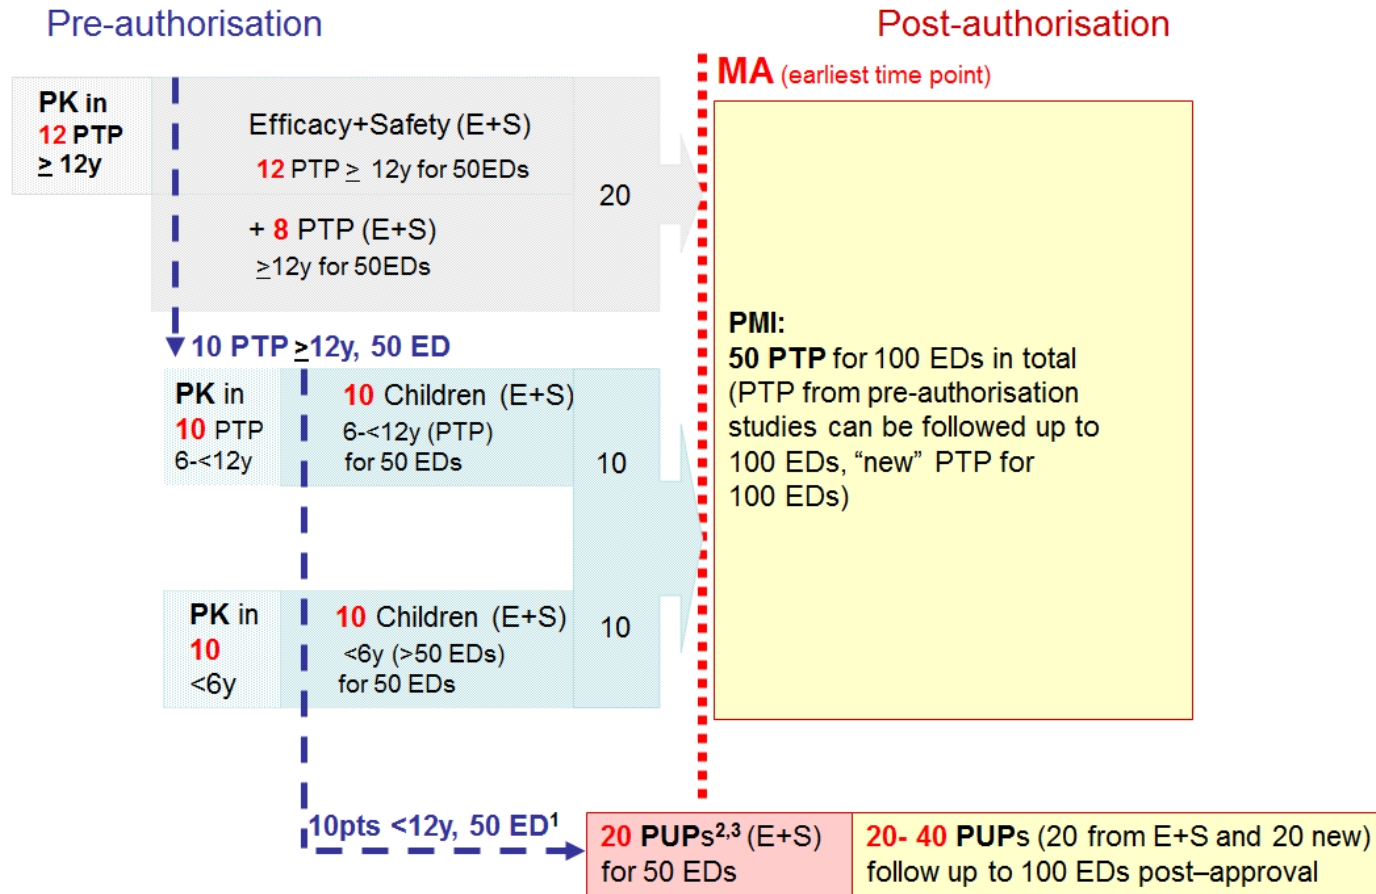 Pre-authorisation
Post-authorisation
MA (earliest time point)
PK in
12 PTP
≥ 12y
Efficacy+Safety (E+S)
12 PTP ≥ 12y for 50EDs
+ 8 PTP (E+S)
≥12y for 50EDs
20
10 PTP ≥12y, 50 ED
PK in
10 PTP
6-<12y
10 Children (E+S)
6-<12y (PTP)
for 50 EDs
10
PMI:
50 PTP for 100 EDs in total
(PTP from pre-authorisation
studies can be followed up to
100 EDs, “new” PTP for
100 EDs)
PK in
10
<6y
10 Children (E+S)
<6y (>50 EDs)
for 50 EDs
10
10pts <12y, 50 ED¹
20 PUPs²,³ (E+S)
for 50 EDs
20- 40 PUPs (20 from E+S and 20 new)
follow up to 100 EDs post–approval